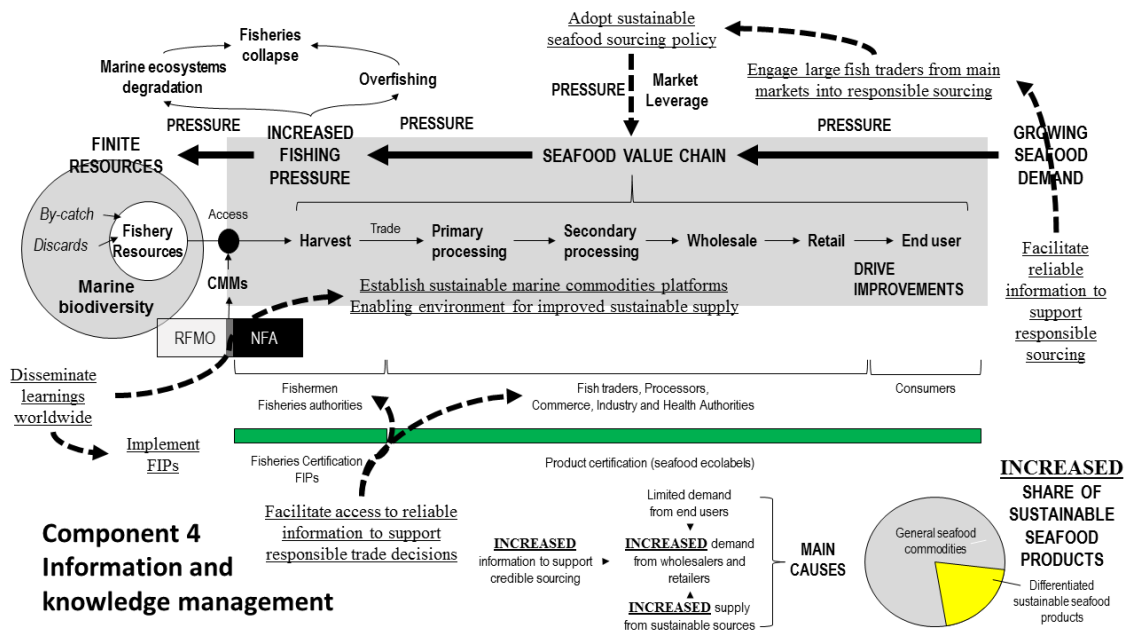 Fisheries
collapse
Marine ecosystems
degradation
Overfishing
Adopt sustainable
seafood sourcing policy
PRESSURE
Market
Leverage
Engage large fish traders from main
markets into responsible sourcing
PRESSURE
PRESSURE
PRESSURE
FINITE
RESOURCES
INCREASED
FISHING
PRESSURE
SEAFOOD VALUE CHAIN
GROWING
SEAFOOD
DEMAND
By-catch
Discards
Fishery
Resources
Marine
biodiversity
Access
Harvest
Trade
Primary
processing
Secondary
processing
Wholesale
Retail
End user
CMMs
DRIVE
IMPROVEMENTS
Establish sustainable marine commodities platforms
Enabling environment for improved sustainable supply
RFMO
NFA
Facilitate
reliable
information to
support
responsible
sourcing
Disseminate
learnings
worldwide
Implement
FIPs
Fishermen
Fisheries authorities
Fish traders, Processors,
Commerce, Industry and Health Authorities
Consumers
Fisheries Certification
FIPs
Product certification (seafood ecolabels)
Facilitate access to reliable
information to support
responsible trade decisions
Limited demand
from end users
INCREASED
information to support
credible sourcing
INCREASED demand
from wholesalers and
retailers
INCREASED supply
from sustainable sources
MAIN
CAUSES
General seafood
commodities
INCREASED
SHARE OF
SUSTAINABLE
SEAFOOD
PRODUCTS
Differentiated
sustainable seafood
products
Component 4
Information and
knowledge management